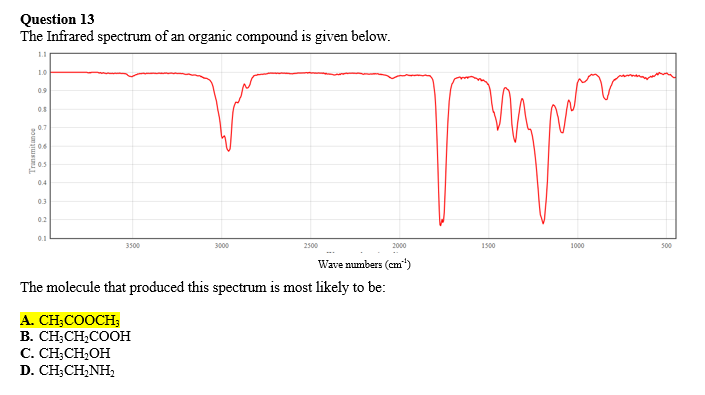 Question 13
The Infrared spectrum of an organic compound is given below.
1.1
1.0
0.9
0.8
0.7
0.6
0.5
0.4
0.3
0.2
0.1
Transmitance
3500 3000 2500 2000 1500 1000 500
Wave numbers (cm⁻¹)
The molecule that produced this spectrum is most likely to be:
A. CH₃COOCH₃
B. CH₃CH₂COOH
C. CH₃CH₂OH
D. CH₃CH₂NH₂